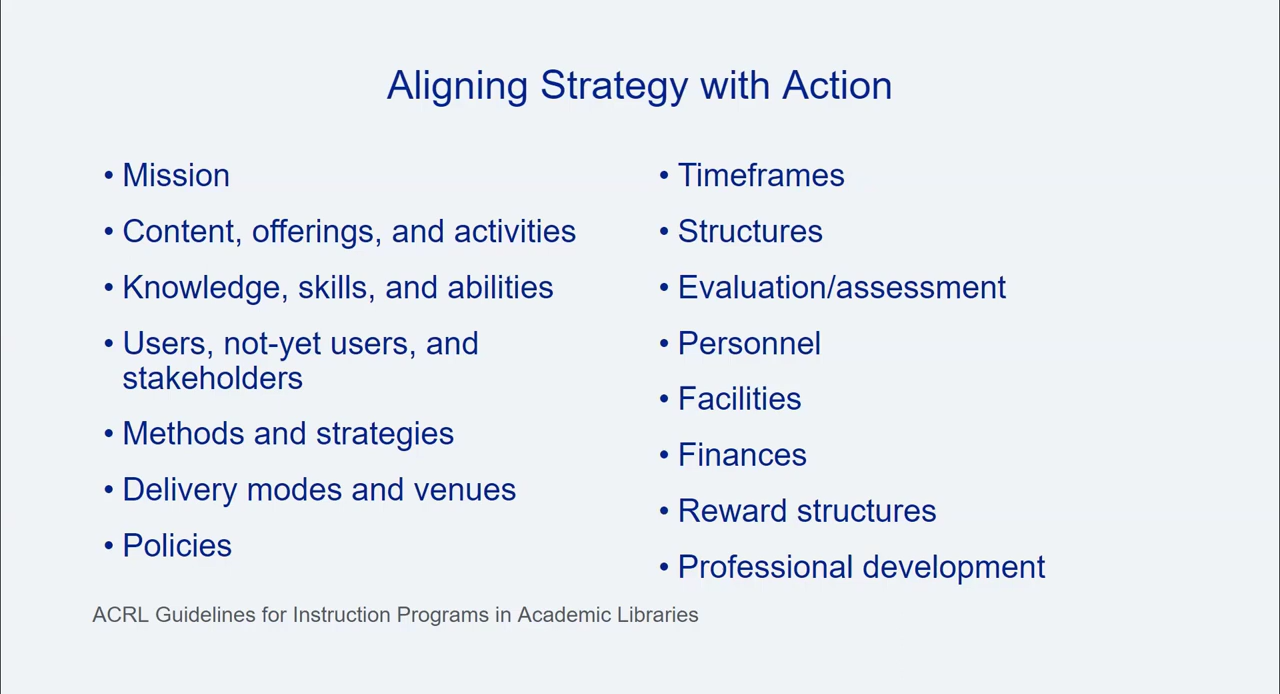 Aligning Strategy with Action
• Mission
• Content, offerings, and activities
• Knowledge, skills, and abilities
• Users, not-yet users, and
stakeholders
• Methods and strategies
• Delivery modes and venues
• Policies
• Timeframes
• Structures
• Evaluation/assessment
• Personnel
• Facilities
• Finances
• Reward structures
• Professional development
ACRL Guidelines for Instruction Programs in Academic Libraries